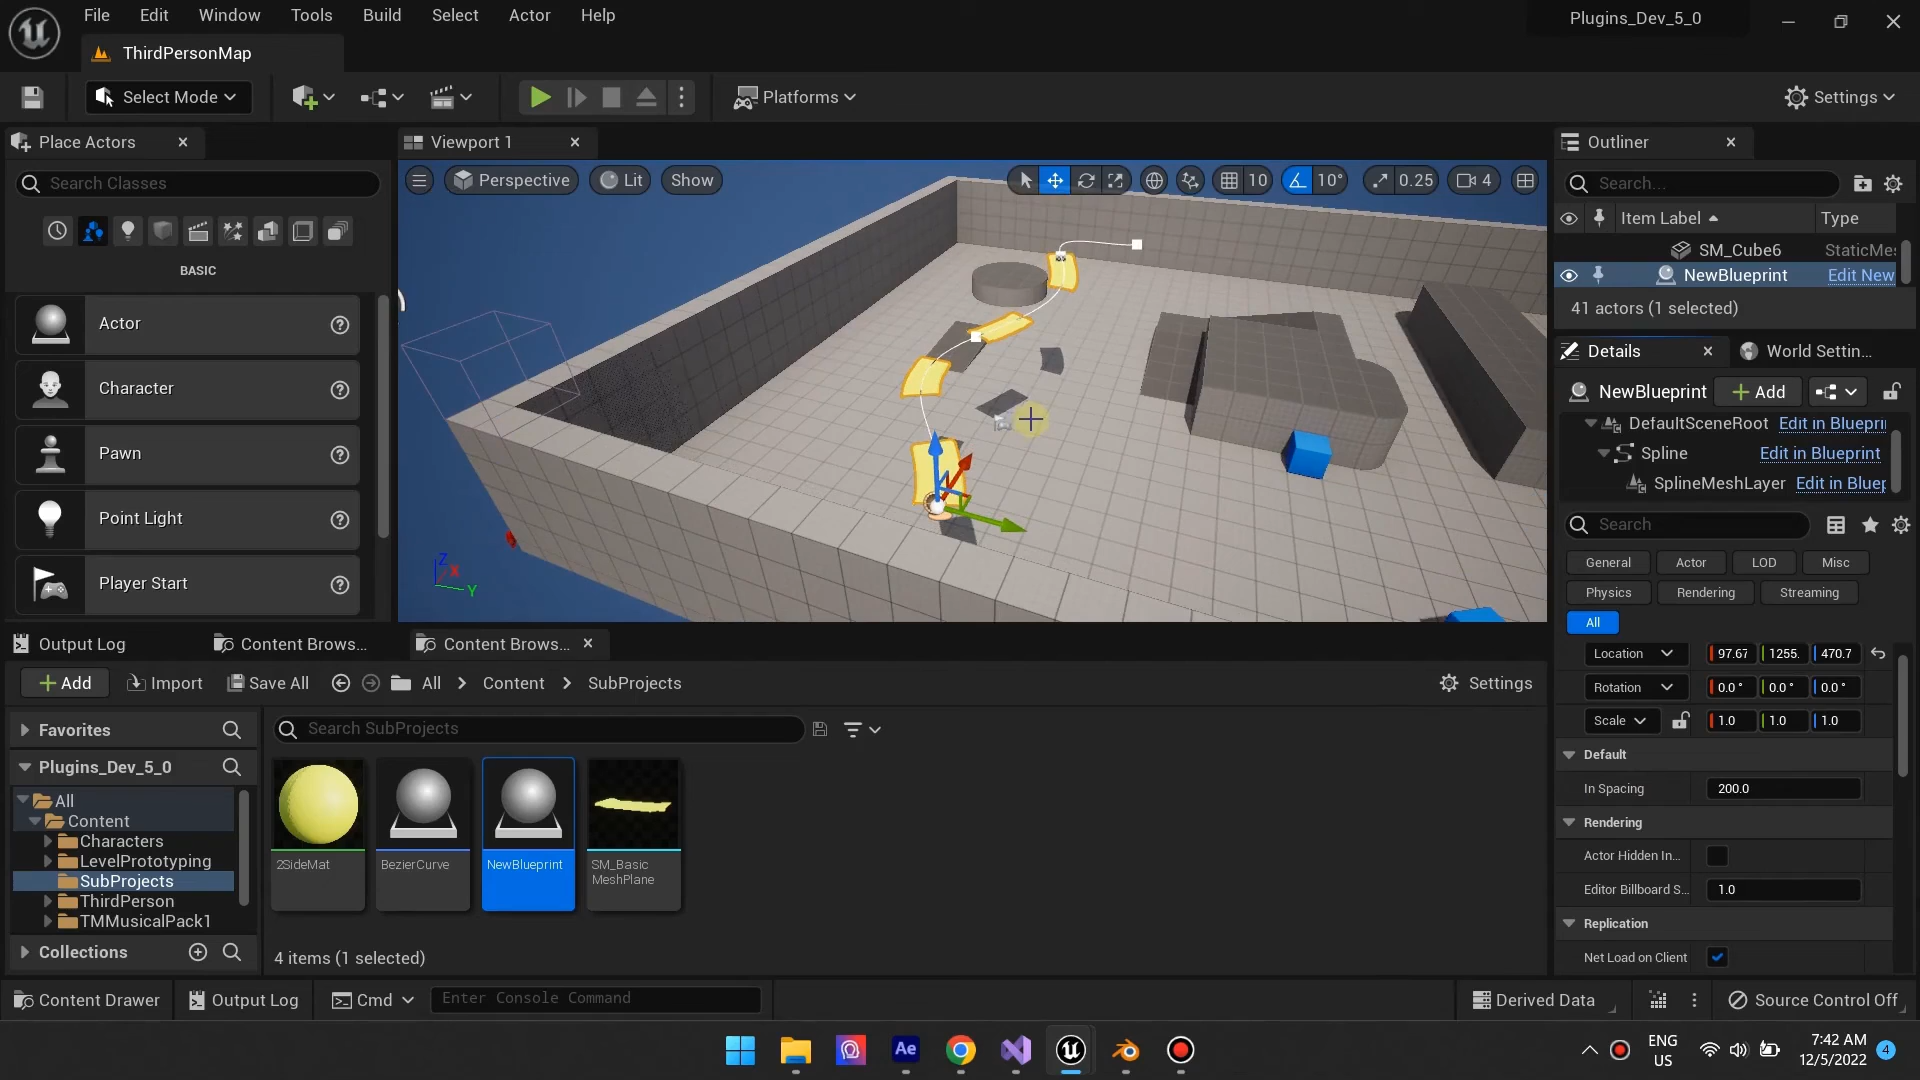 File Edit Window Tools Build Select Actor Help
Plugins_Dev_5_0
ThirdPersonMap
Select Mode
Platforms
Settings
Place Actors
Viewport 1
Outliner
Search Classes
Perspective
Lit
Show
10
10°
0.25
4
Search...
Item Label
Type
SM_Cube6
StaticMe
NewBlueprint
Edit New
41 actors (1 selected)
BASIC
Actor
Character
Pawn
Point Light
Player Start
Z
X
Y
Details
World Settin...
NewBlueprint
Add
DefaultSceneRoot
Edit in Bluepri
Spline
Edit in Blueprint
SplineMeshLayer
Edit in Bluep
Search
General
Actor
LOD
Misc
Physics
Rendering
Streaming
All
Location
97.67
1255.
470.7
Rotation
0.0 °
0.0 °
0.0 °
Scale
1.0
1.0
1.0
Default
In Spacing
200.0
Rendering
Actor Hidden In...
Editor Billboard S...
1.0
Replication
Net Load on Client
Output Log
Content Brows...
Content Brows...
Add
Import
Save All
All
Content
SubProjects
Settings
Favorites
Search SubProjects
Plugins_Dev_5_0
All
Content
Characters
LevelPrototyping
SubProjects
ThirdPerson
TMMusicalPack1
Collections
2SideMat
BezierCurve
NewBlueprint
SM_Basic
MeshPlane
4 items (1 selected)
Content Drawer
Output Log
Cmd
Enter Console Command
Derived Data
Source Control Off
Ae
ENG
US
7:42 AM
12/5/2022
4